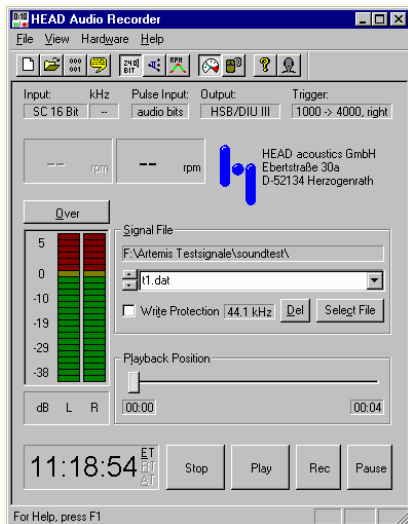 HEAD Audio Recorder
File View Hardware Help
Input: kHz Pulse Input: Output: Trigger:
SC 16 Bit -- audio bits HSB/DIU III 1000 -> 4000, right
-- rpm -- rpm
HEAD acoustics GmbH
Ebertstraße 30a
D-52134 Herzogenrath
Over
5
0
-10
-19
-29
-38
dB L R
Signal File
F:\Artemis Testsignale\soundtest\
t1.dat
Write Protection 44.1 kHz Del Select File
Playback Position
00:00 00:04
11:18:54 ET
RT
AT
Stop Play Rec Pause
For Help, press F1